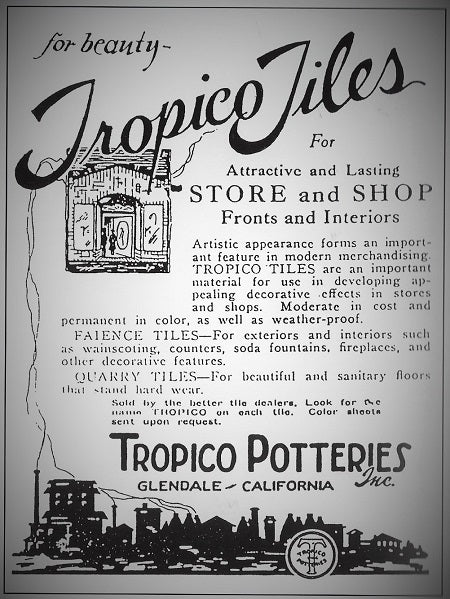 for beauty-
Tropico Tiles
For
Attractive and Lasting
STORE and SHOP
Fronts and Interiors
Artistic appearance forms an import-
ant feature in modern merchandising.
TROPICO TILES are an important
material for use in developing ap-
pealing decorative effects in stores
and shops. Moderate in cost and
permanent in color, as well as weather-proof.
FAIENCE TILES—For exteriors and interiors such
as wainscoting, counters, soda fountains, fireplaces, and
other decorative features.
QUARRY TILES—For beautiful and sanitary floors
that stand hard wear.
Sold by the better tile dealers. Look for the
name TROPICO on each tile. Color sheets
sent upon request.
TROPICO POTTERIES
Inc.
GLENDALE - CALIFORNIA
TROPICO
POTTERIES